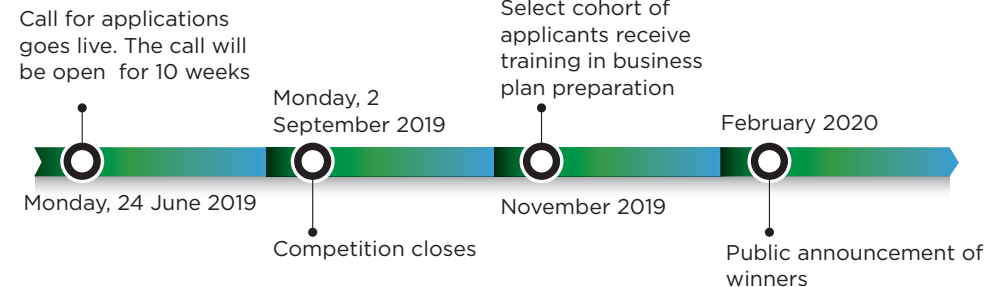 Call for applications
goes live. The call will
be open for 10 weeks
Monday, 24 June 2019
Monday, 2
September 2019
Competition closes
Select cohort of
applicants receive
training in business
plan preparation
November 2019
February 2020
Public announcement of
winners